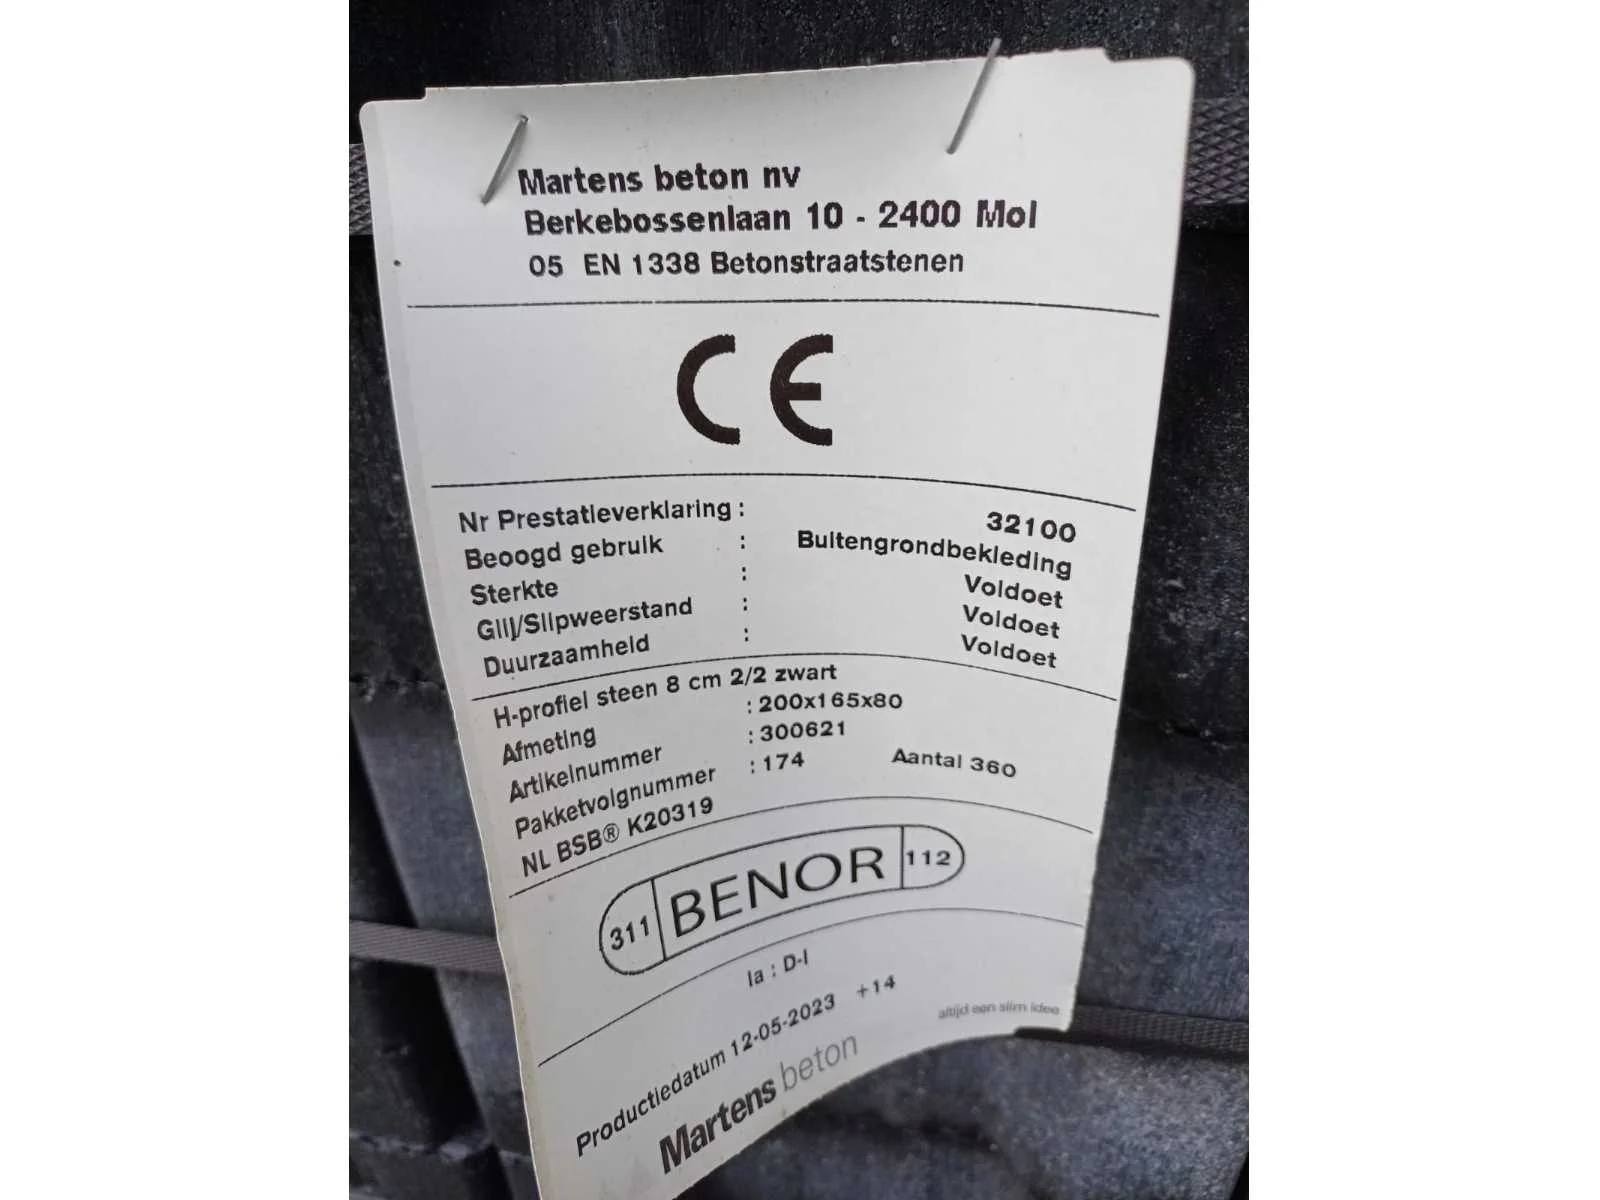 Martens beton nv
Berkebossenlaan 10 - 2400 Mol
05 EN 1338 Betonstraatstenen
CE
Nr Prestatieverklaring : 32100
Beoogd gebruik : Buitengrondbekleding
Sterkte : Voldoet
Glij/Slipweerstand : Voldoet
Duurzaamheid : Voldoet
H-profiel steen 8 cm 2/2 zwart
Afmeting : 200x165x80
Artikelnummer : 300621
Pakketvolgnummer : 174 Aantal 360
NL BSB® K20319
311 BENOR 112
Ia : D-I
Productiedatum 12-05-2023 +14
Martens beton altijd een slim idee